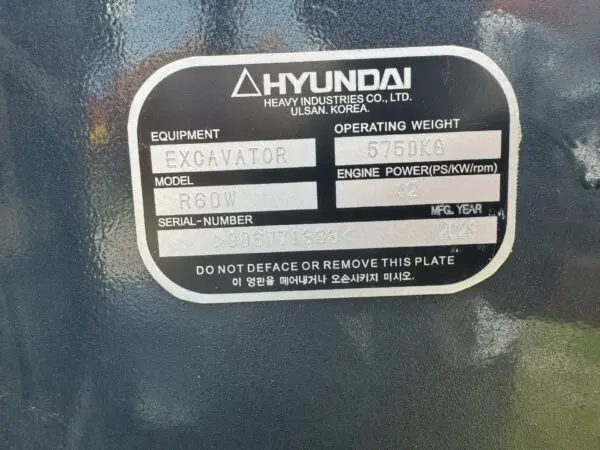 HYUNDAI
HEAVY INDUSTRIES CO., LTD.
ULSAN. KOREA.
EQUIPMENT
EXCAVATOR
OPERATING WEIGHT
5750KG
MODEL
R60W
ENGINE POWER(PS/KW/rpm)
42
SERIAL-NUMBER
MFG. YEAR
DO NOT DEFACE OR REMOVE THIS PLATE
이 명판을 떼어내거나 오손시키지 미시오.